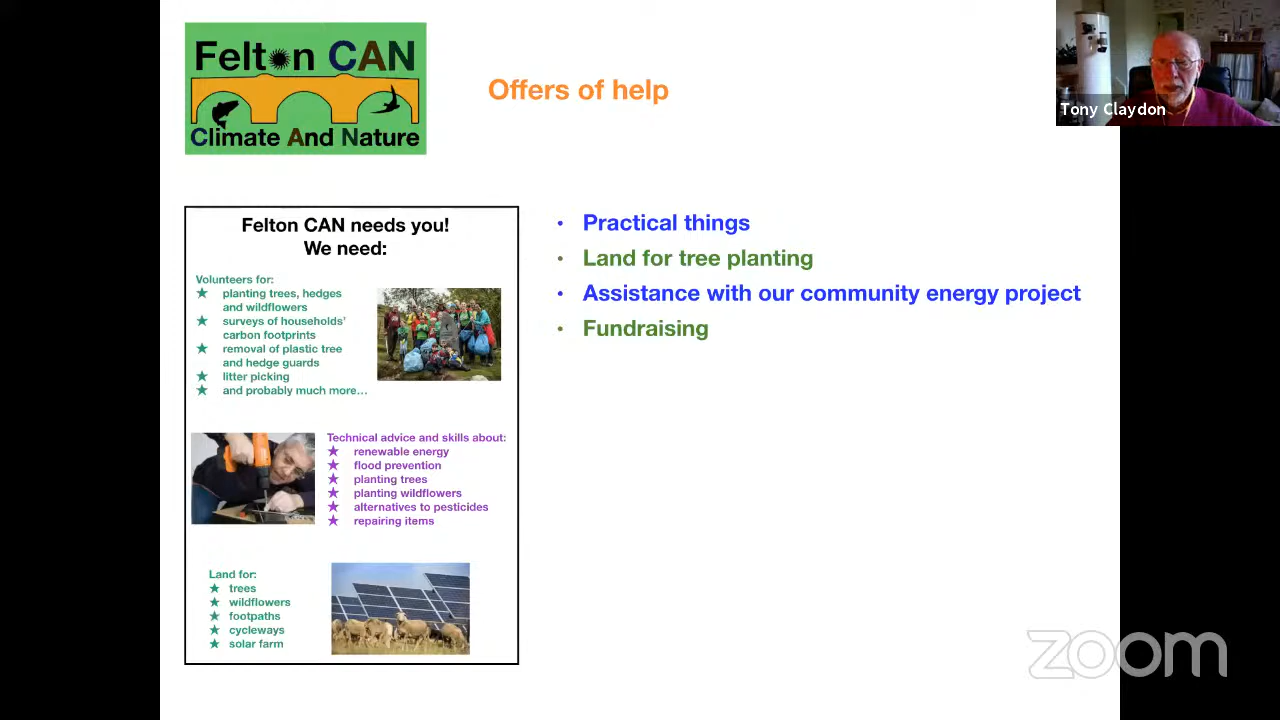 Felton CAN
Climate And Nature
Offers of help
Tony Claydon
Felton CAN needs you!
We need:
Volunteers for:
★ planting trees, hedges
and wildflowers
★ surveys of households'
carbon footprints
★ removal of plastic tree
and hedge guards
★ litter picking
★ and probably much more…
Technical advice and skills about:
★ renewable energy
★ flood prevention
★ planting trees
★ planting wildflowers
★ alternatives to pesticides
★ repairing items
Land for:
★ trees
★ wildflowers
★ footpaths
★ cycleways
★ solar farm
• Practical things
• Land for tree planting
• Assistance with our community energy project
• Fundraising
zoom